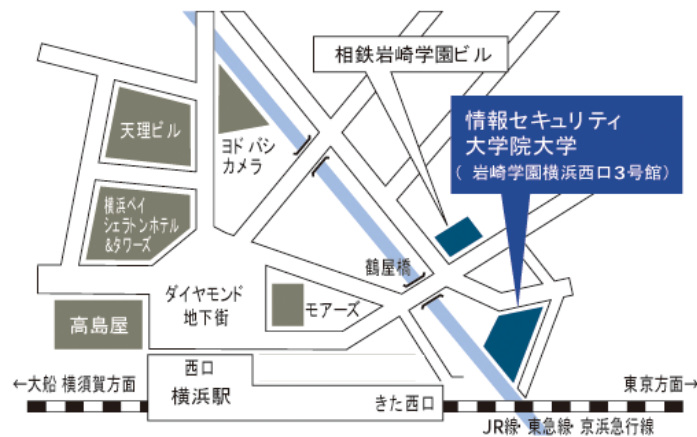 相鉄岩崎学園ビル
情報セキュリティ
大学院大学
( 岩崎学園横浜西口3号館)
天理ビル
ヨドバシ
カメラ
横浜ベイ
シェラトンホテル
&タワーズ
鶴屋橋
ダイヤモンド
地下街
モアーズ
高島屋
西口
横浜駅
きた西口
←大船 横須賀方面
東京方面→
JR線・東急線・京浜急行線